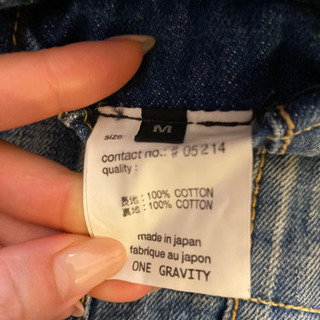 size: M
contact no.: # 05214
quality :
表地 : 100% COTTON
裏地 : 100% COTTON
made in japan
fabrique au japon
ONE GRAVITY